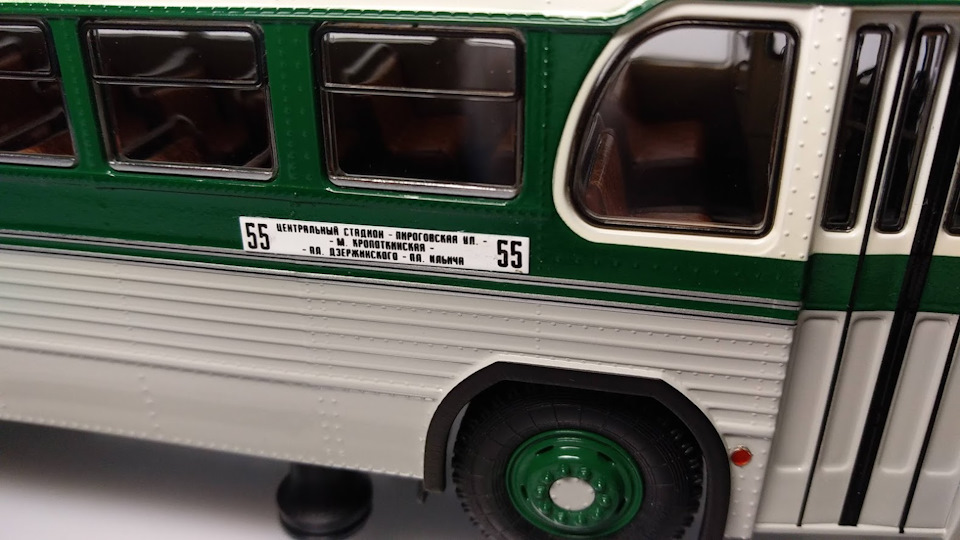 55 ЦЕНТРАЛЬНЫЙ СТАДИОН - ПИРОГОВСКАЯ УЛ. - 55
- М. КРОПОТКИНСКАЯ -
- ПЛ. ДЗЕРЖИНСКОГО - ПЛ. ИЛЬИЧА